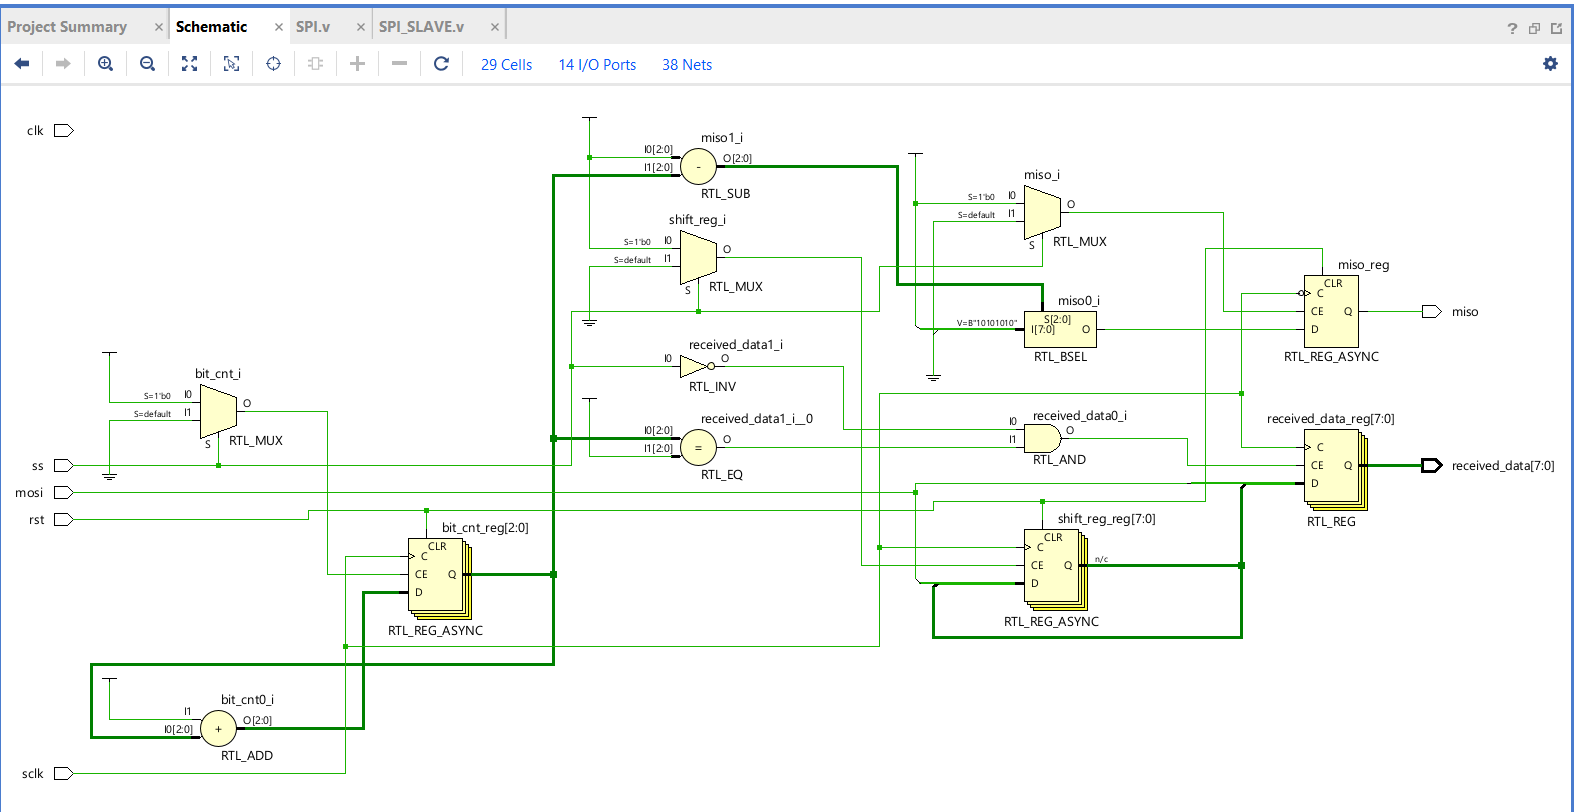 Project Summary × Schematic × SPI.v × SPI_SLAVE.v ×
?
29 Cells 14 I/O Ports 38 Nets
clk
miso1_i
I0[2:0]
I1[2:0]
O[2:0]
-
RTL_SUB
shift_reg_i
S=1'b0 I0
S=default I1
O
S
RTL_MUX
miso_i
S=1'b0 I0
S=default I1
O
S
RTL_MUX
miso_reg
CLR
C
CE Q
D
RTL_REG_ASYNC
miso
miso0_i
V=B"10101010"
S[2:0]
I[7:0] O
RTL_BSEL
received_data1_i
I0 O
RTL_INV
bit_cnt_i
S=1'b0 I0
S=default I1
O
S
RTL_MUX
received_data1_i__0
I0[2:0]
I1[2:0]
O
=
RTL_EQ
received_data0_i
I0
I1
O
RTL_AND
received_data_reg[7:0]
C
CE Q
D
RTL_REG
received_data[7:0]
ss
mosi
rst
bit_cnt_reg[2:0]
CLR
C
CE Q
D
RTL_REG_ASYNC
shift_reg_reg[7:0]
CLR
C
CE Q
D
n/c
RTL_REG_ASYNC
bit_cnt0_i
I1
I0[2:0]
O[2:0]
+
RTL_ADD
sclk